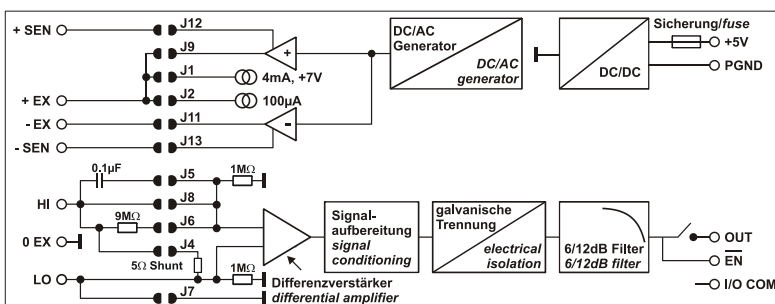 + SEN
J12
J9
J1
4mA, +7V
J2
100µA
+ EX
- EX
J11
- SEN
J13
+
-
DC/AC
Generator
DC/AC
generator
DC/DC
Sicherung/fuse
+5V
PGND
0.1µF
J5
1MΩ
HI
J8
9MΩ
J6
0 EX
J4
5Ω Shunt
1MΩ
LO
J7
Differenzverstärker
differential amplifier
Signal-
aufbereitung
signal
conditioning
galvanische
Trennung
electrical
isolation
6/12dB Filter
6/12dB filter
OUT
EN
I/O COM